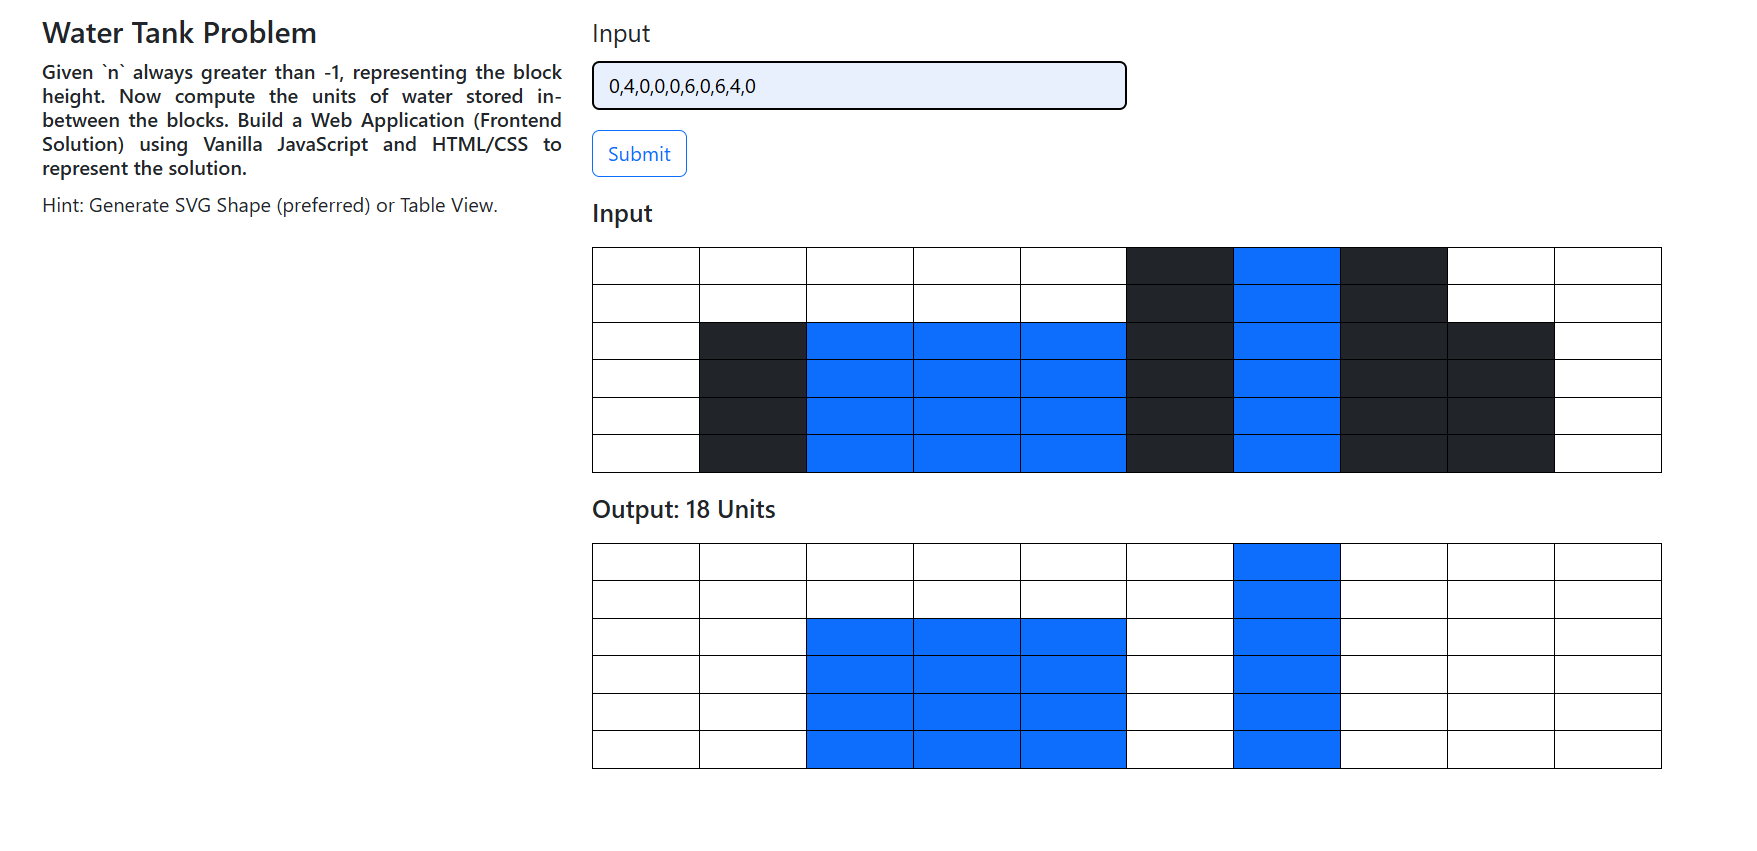 Water Tank Problem
Given `n` always greater than -1, representing the block
height. Now compute the units of water stored in-
between the blocks. Build a Web Application (Frontend
Solution) using Vanilla JavaScript and HTML/CSS to
represent the solution.
Hint: Generate SVG Shape (preferred) or Table View.
Input
0,4,0,0,0,6,0,6,4,0
Submit
Input
Output: 18 Units